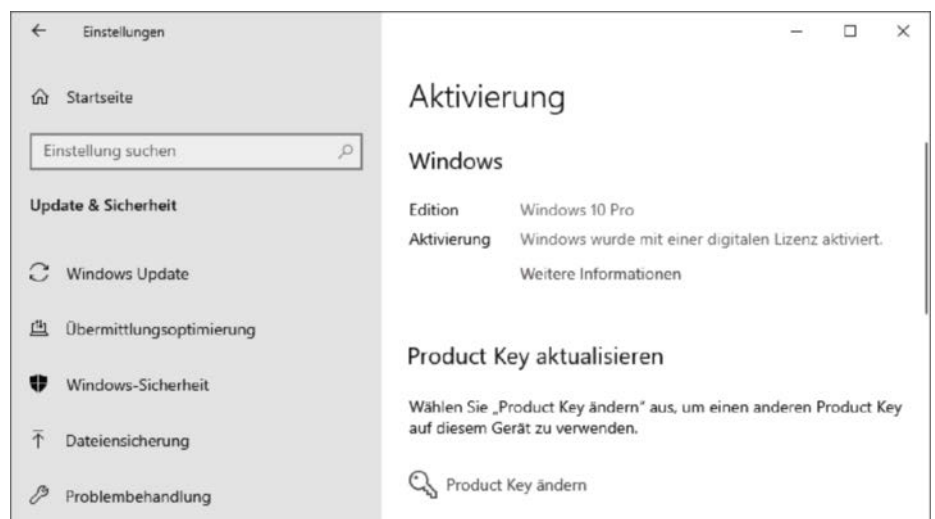 Einstellungen
Startseite
Einstellung suchen
Update & Sicherheit
Windows Update
Übermittlungsoptimierung
Windows-Sicherheit
Dateiensicherung
Problembehandlung
Aktivierung
Windows
Edition Windows 10 Pro
Aktivierung Windows wurde mit einer digitalen Lizenz aktiviert.
Weitere Informationen
Product Key aktualisieren
Wählen Sie „Product Key ändern“ aus, um einen anderen Product Key
auf diesem Gerät zu verwenden.
Product Key ändern